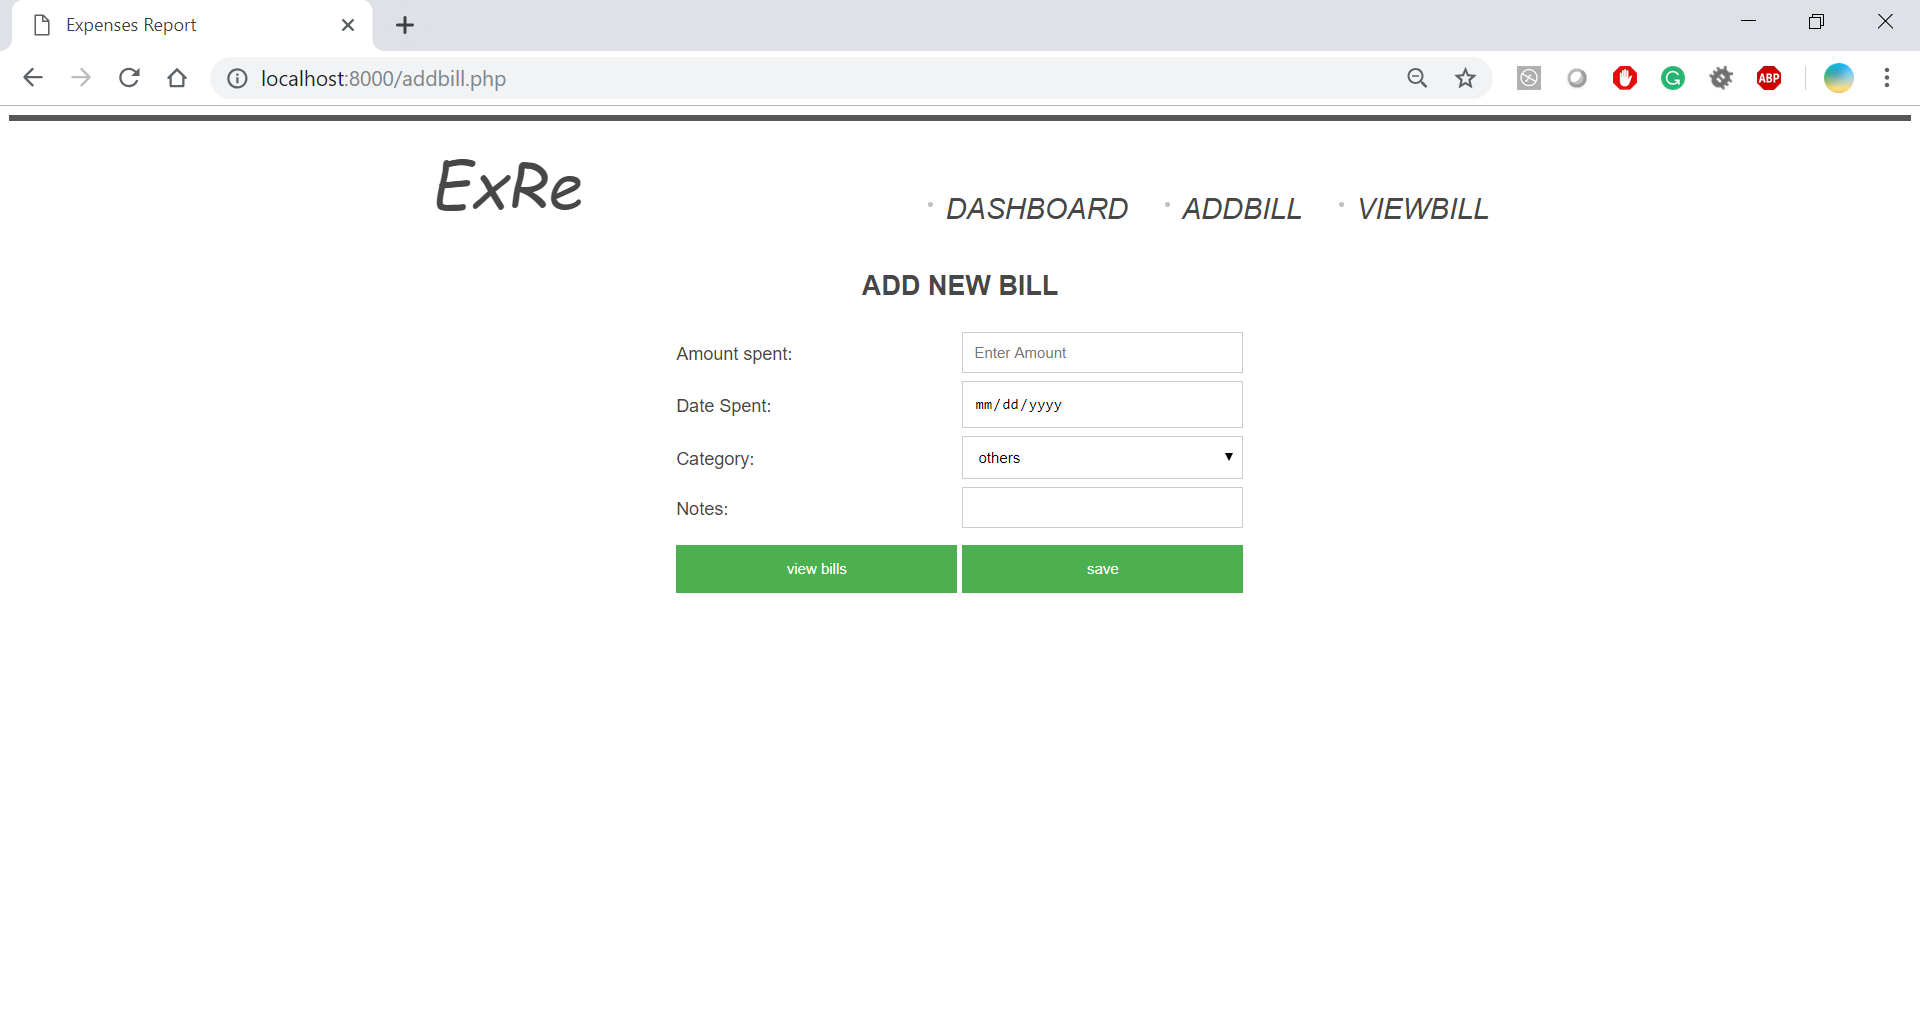 Expenses Report
localhost:8000/addbill.php
ABP
ExRe
DASHBOARD ADDBILL VIEWBILL
ADD NEW BILL
Amount spent: Enter Amount
Date Spent: mm/dd/yyyy
Category: others
Notes:
view bills save